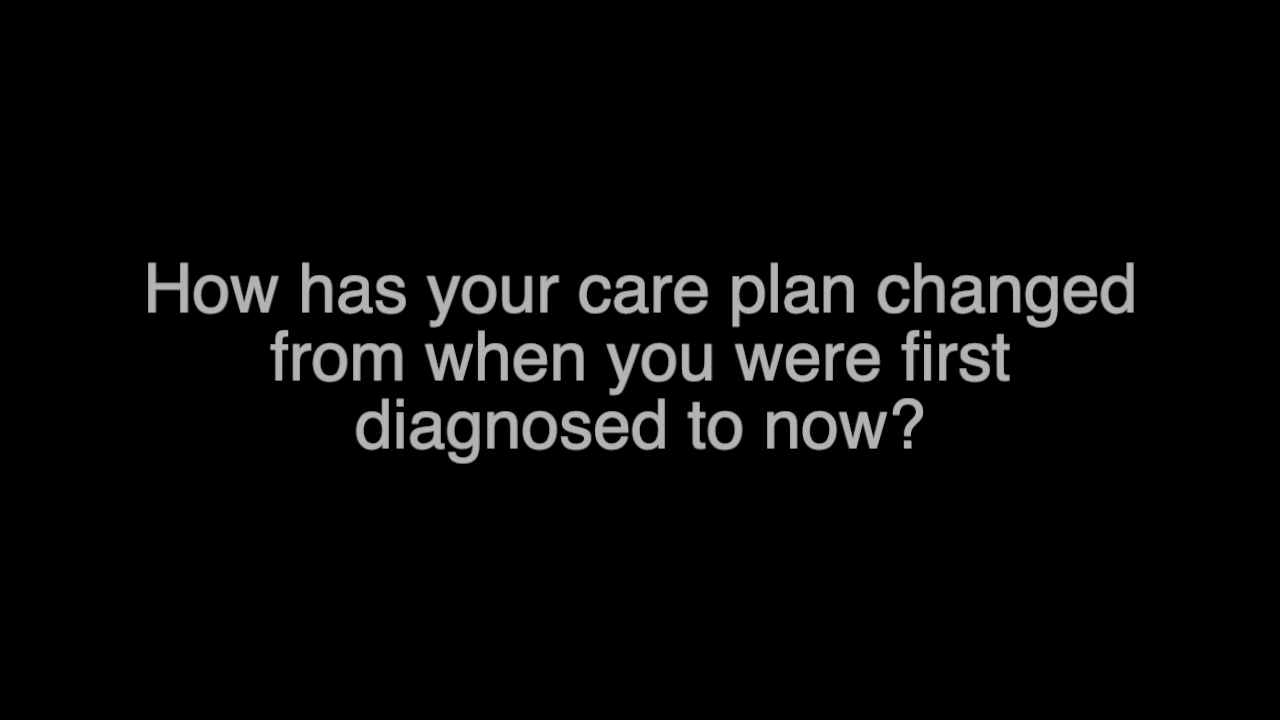 How has your care plan changed
from when you were first
diagnosed to now?